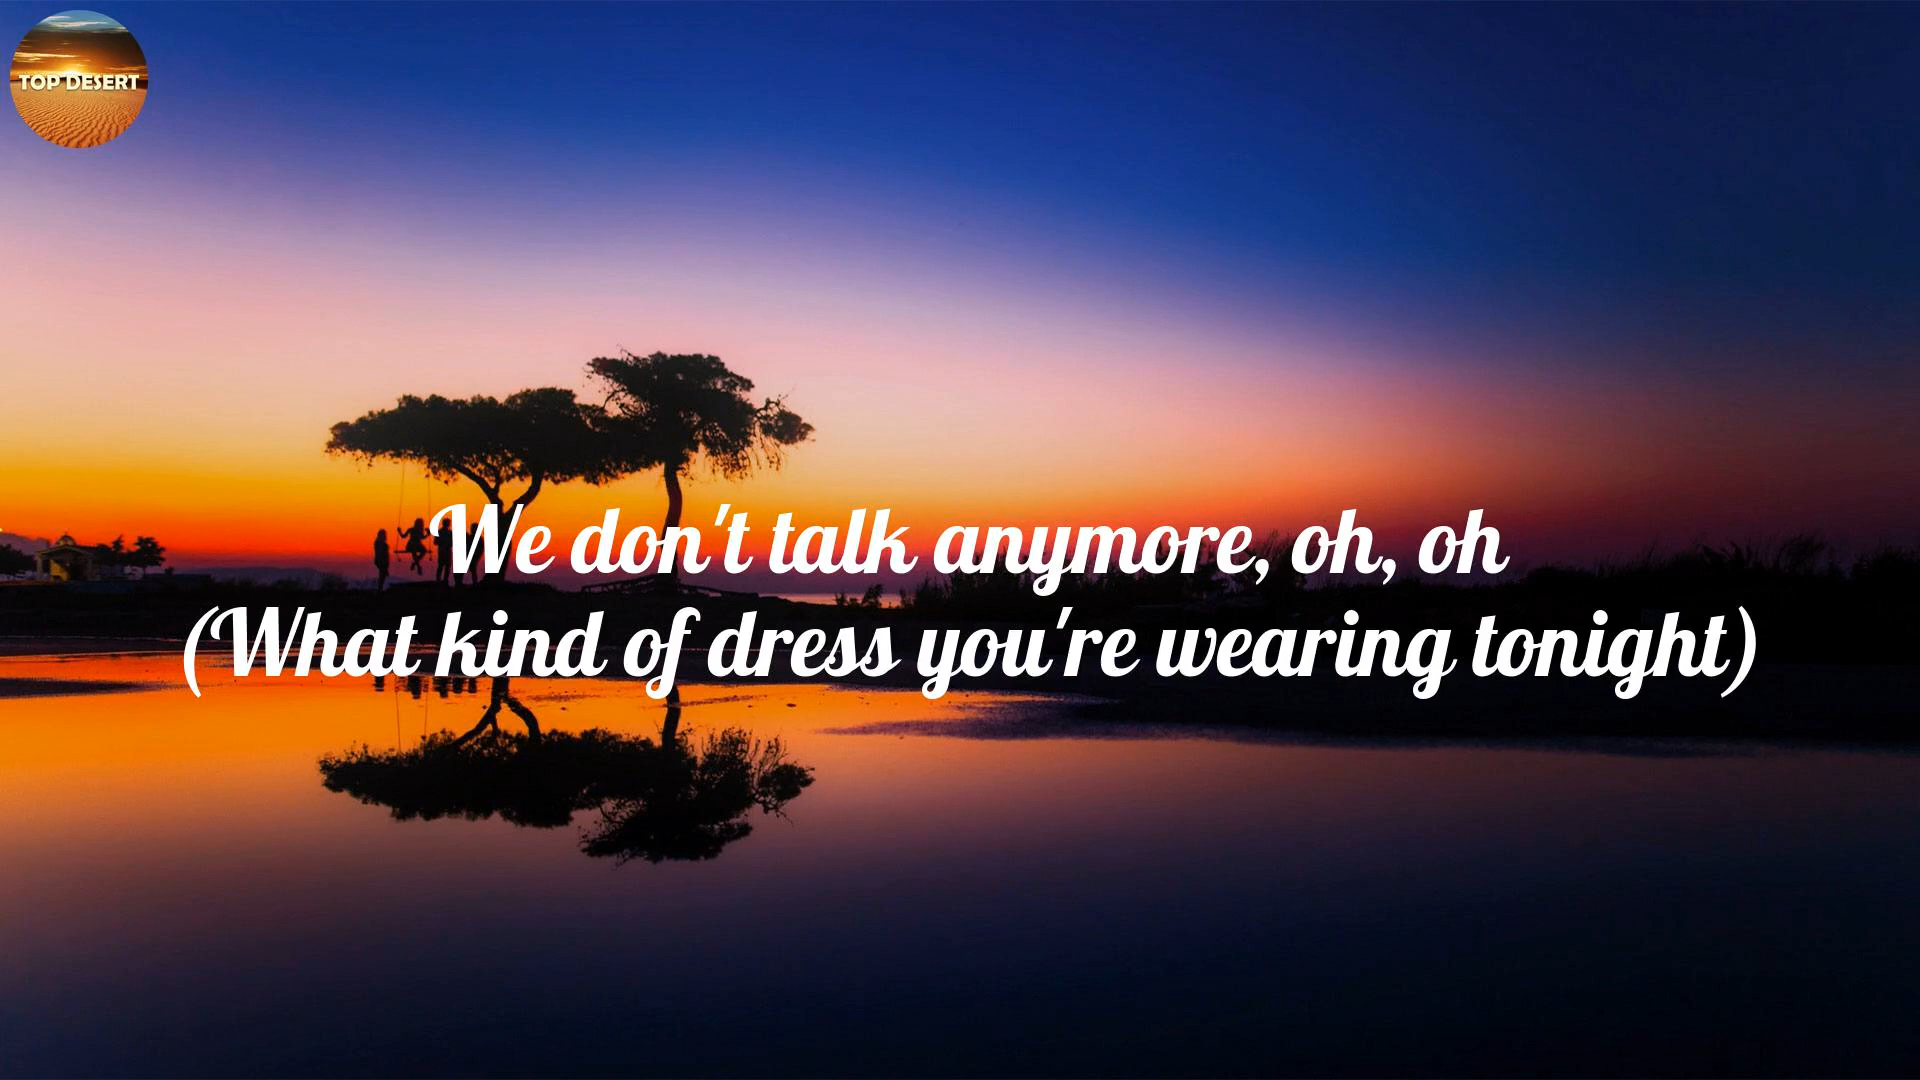 TOP DESERT
We don't talk anymore, oh, oh
(What kind of dress you're wearing tonight)